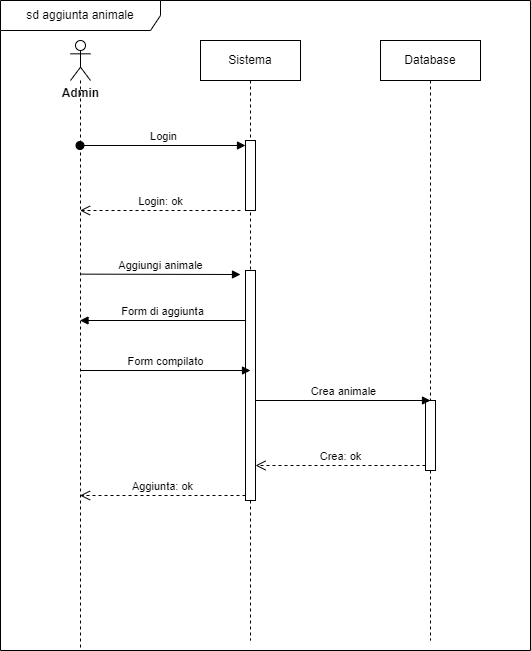 sd aggiunta animale
Sistema
Database
Admin
Login
Login: ok
Aggiungi animale
Form di aggiunta
Form compilato
Crea animale
Crea: ok
Aggiunta: ok